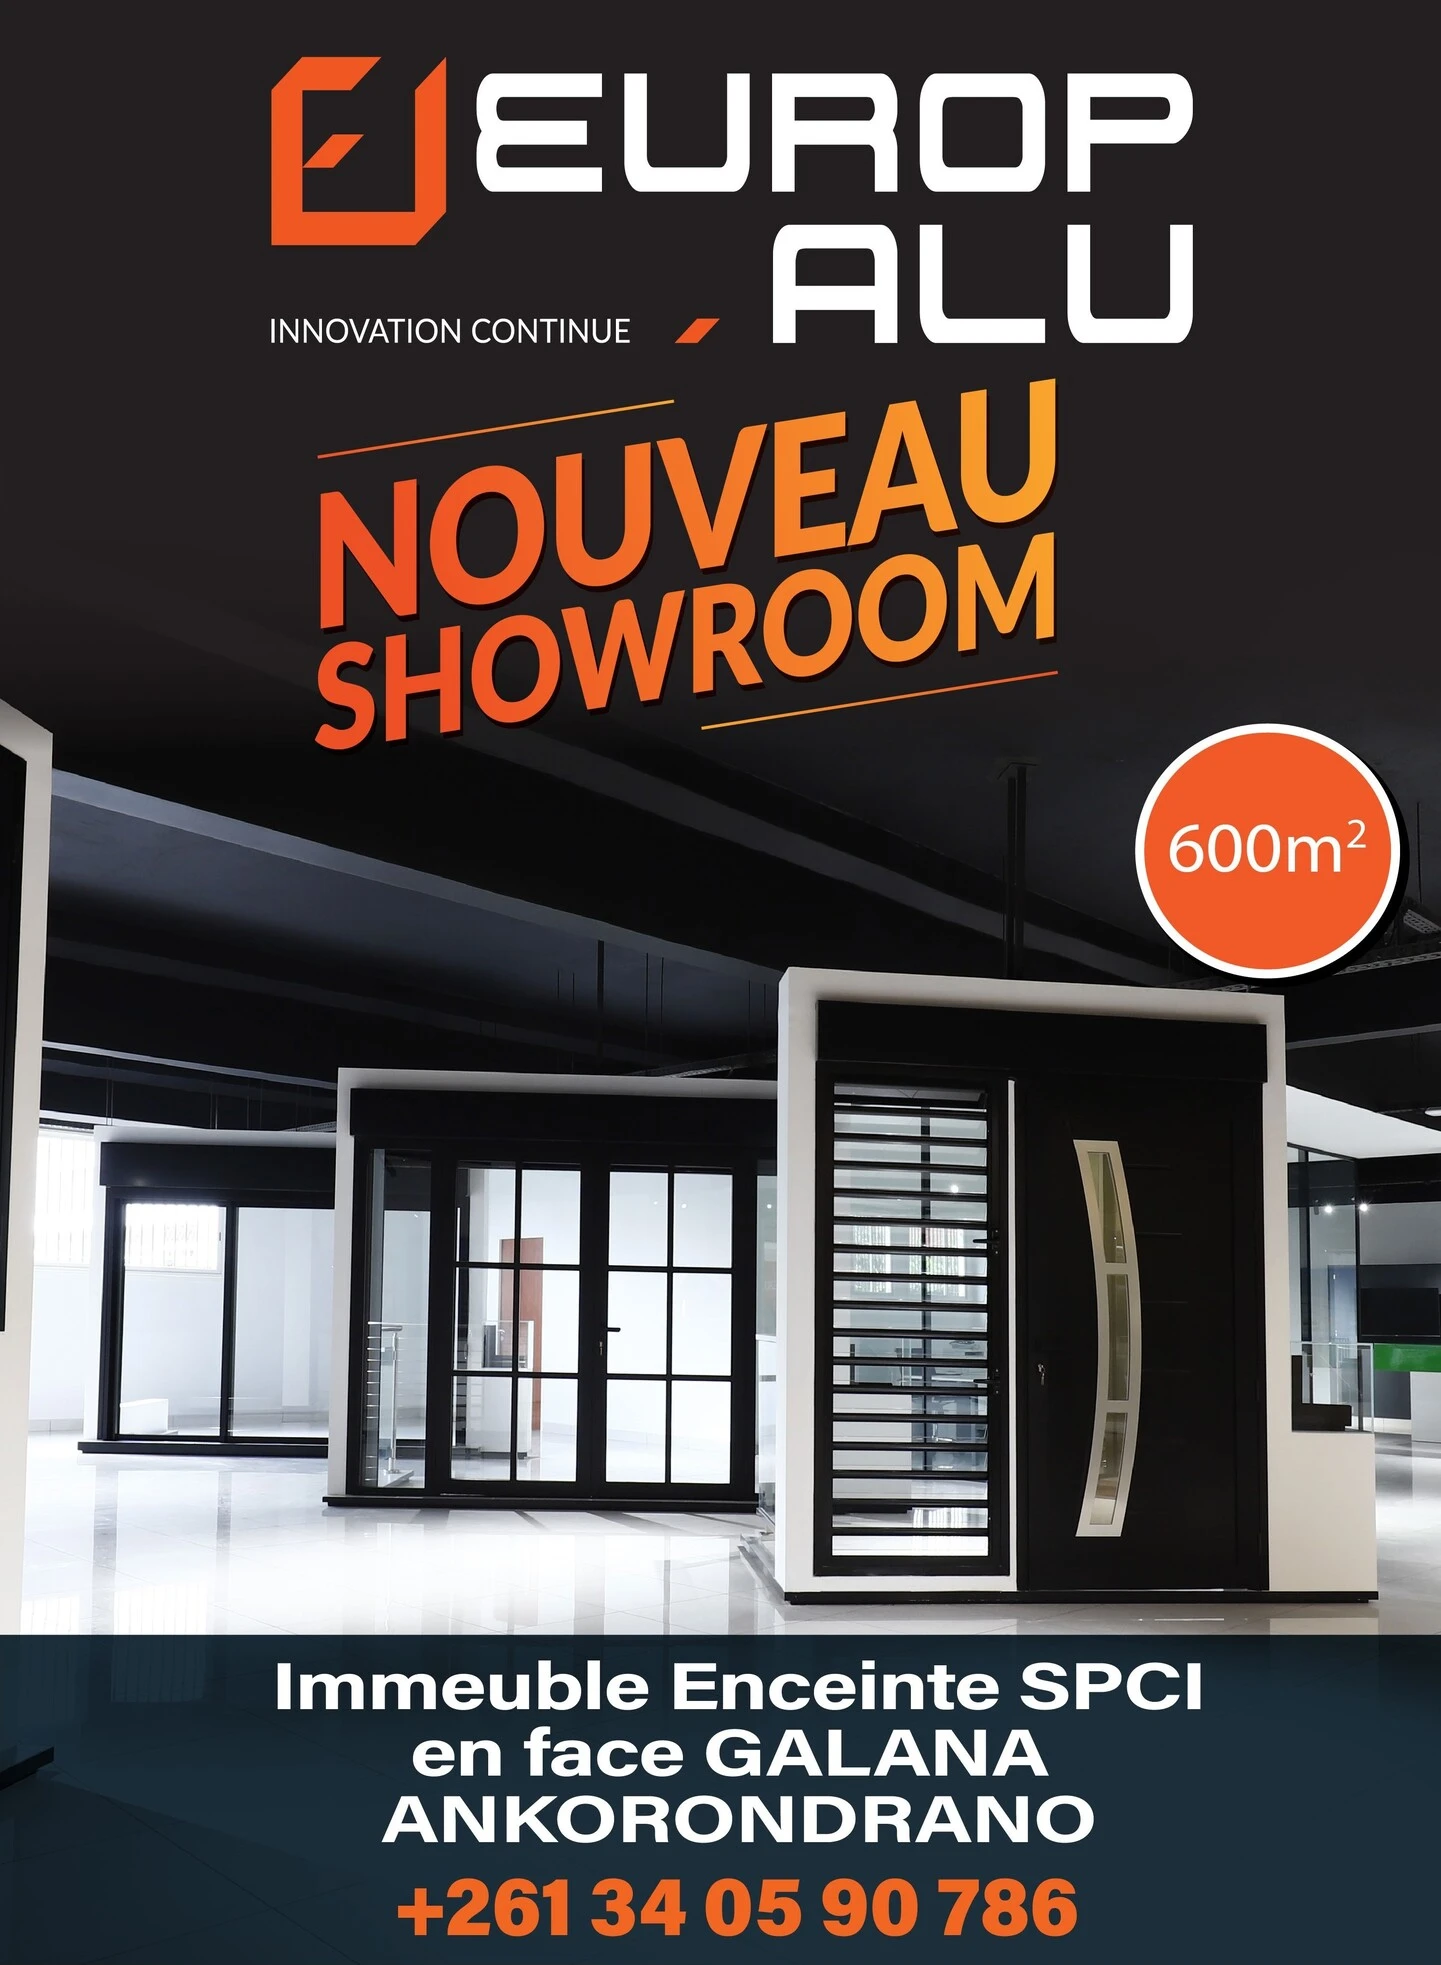 EUROP
ALU
INNOVATION CONTINUE
NOUVEAU
SHOWROOM
600m²
Immeuble Enceinte SPCI
en face GALANA
ANKORONDRANO
+261 34 05 90 786